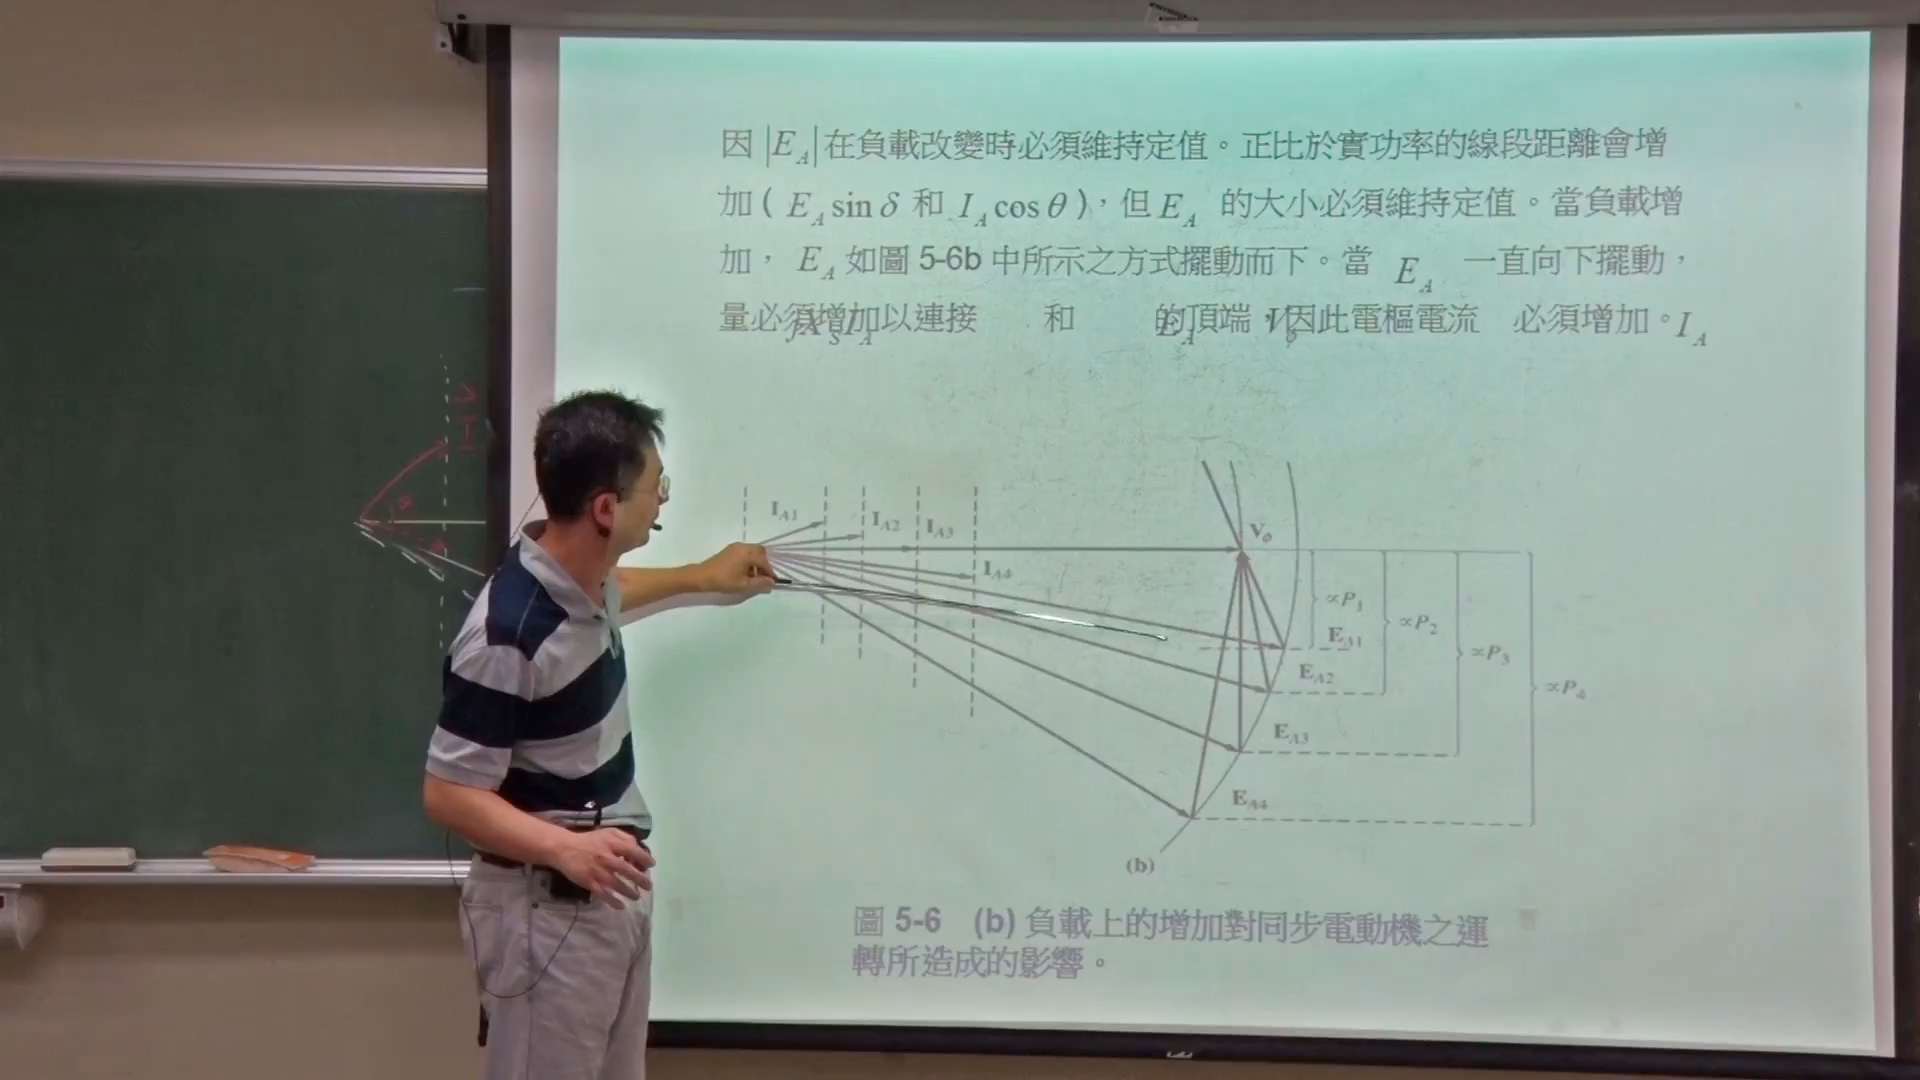 因 |E_A| 在負載改變時必須維持定值。正比於實功率的線段距離會增
加 ( E_A sin δ 和 I_A cos θ )，但 E_A 的大小必須維持定值。當負載增
加， E_A 如圖 5-6b 中所示之方式擺動而下。當 E_A 一直向下擺動，
量必須增加以連接 和 的頂端，因此電樞電流 必須增加。I_A
jX_S I_A E_A V_φ
I_A1
I_A2
I_A3
V_φ
I_A4
∝P_1
∝P_2
E_A1
∝P_3
E_A2
∝P_4
E_A3
E_A4
(b)
圖 5-6 (b) 負載上的增加對同步電動機之運
轉所造成的影響。